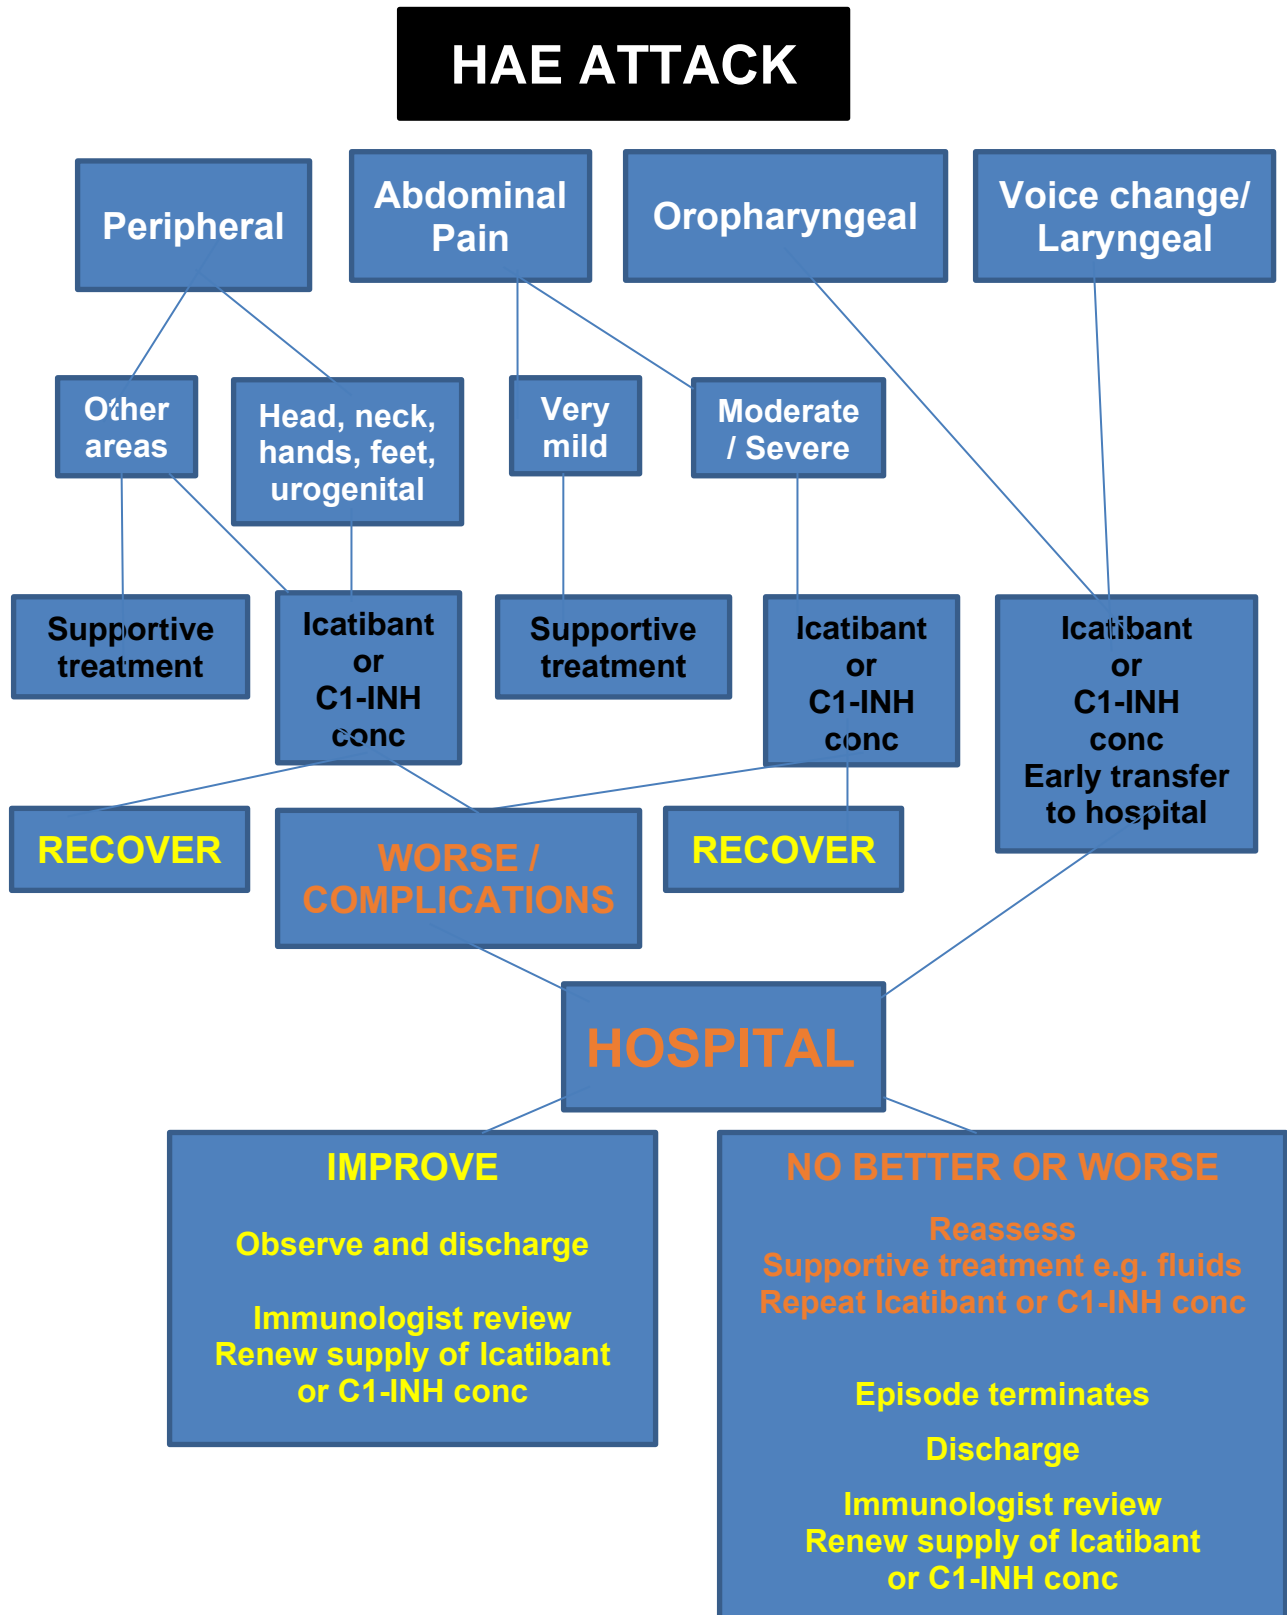 HAE ATTACK
Peripheral
Abdominal
Pain
Oropharyngeal
Voice change/
Laryngeal
Other
areas
Head, neck,
hands, feet,
urogenital
Very
mild
Moderate
/ Severe
Supportive
treatment
Icatibant
or
C1-INH
conc
Supportive
treatment
Icatibant
or
C1-INH
conc
Icatibant
or
C1-INH
conc
Early transfer
to hospital
RECOVER
WORSE /
COMPLICATIONS
RECOVER
HOSPITAL
IMPROVE
Observe and discharge
Immunologist review
Renew supply of Icatibant
or C1-INH conc
NO BETTER OR WORSE
Reassess
Supportive treatment e.g. fluids
Repeat Icatibant or C1-INH conc
Episode terminates
Discharge
Immunologist review
Renew supply of Icatibant
or C1-INH conc